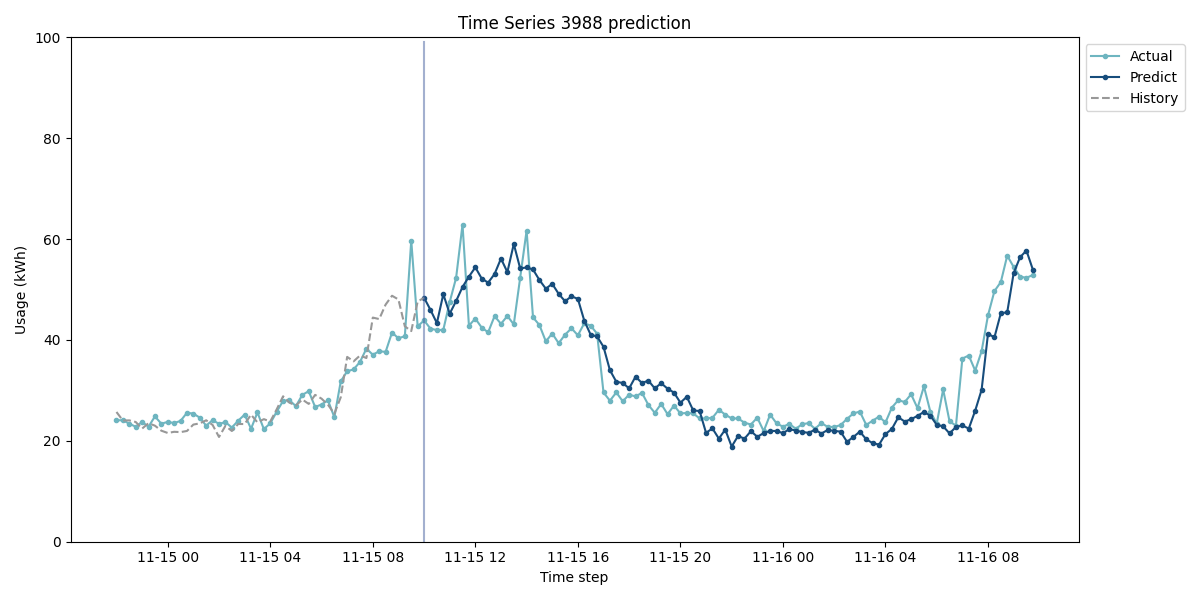 Time Series 3988 prediction
Actual
Predict
History
Usage (kWh)
100
80
60
40
20
0
11-15 00
11-15 04
11-15 08
11-15 12
11-15 16
11-15 20
11-16 00
11-16 04
11-16 08
Time step